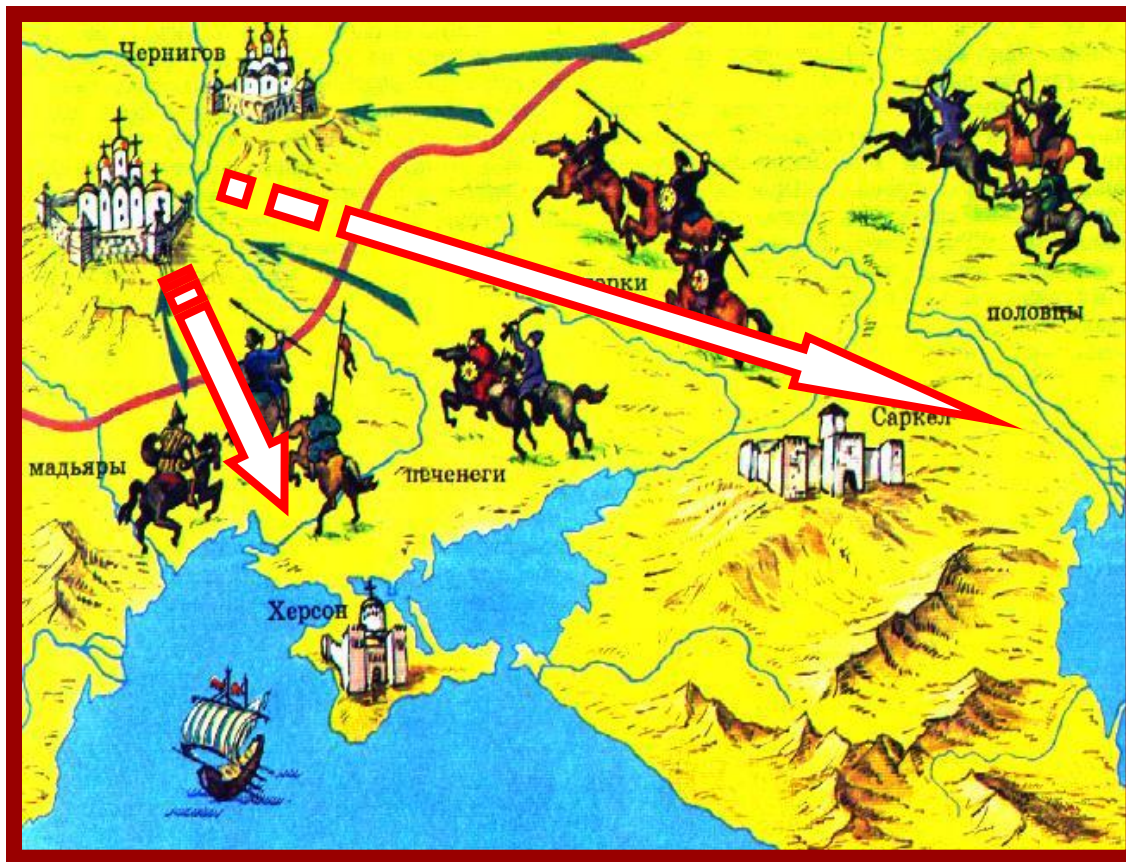 Чернигов
половцы
Саркел
мадьяры
печенеги
Херсон